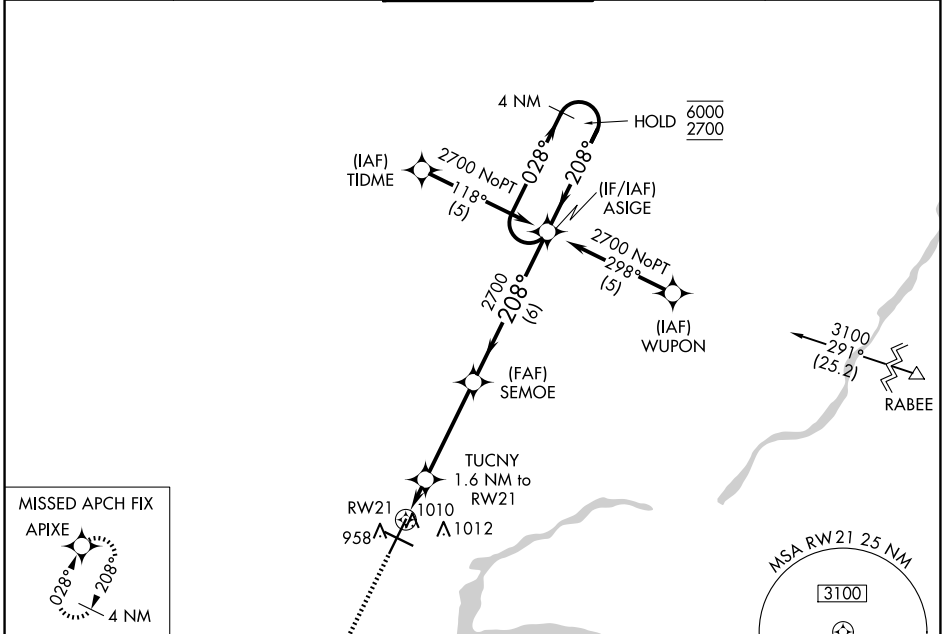 4 NM
HOLD 6000
2700
028°
208°
(IAF)
TIDME
2700 NoPT
118°
(5)
(IF/IAF)
ASIGE
2700 NoPT
298°
(5)
(IAF)
WUPON
2700
208°
(6)
3100
291°
(25.2)
RABEE
(FAF)
SEMOE
TUCNY
1.6 NM to
RW21
RW21
1010
958
1012
MISSED APCH FIX
APIXE
028°
208°
4 NM
MSA RW21 25 NM
3100